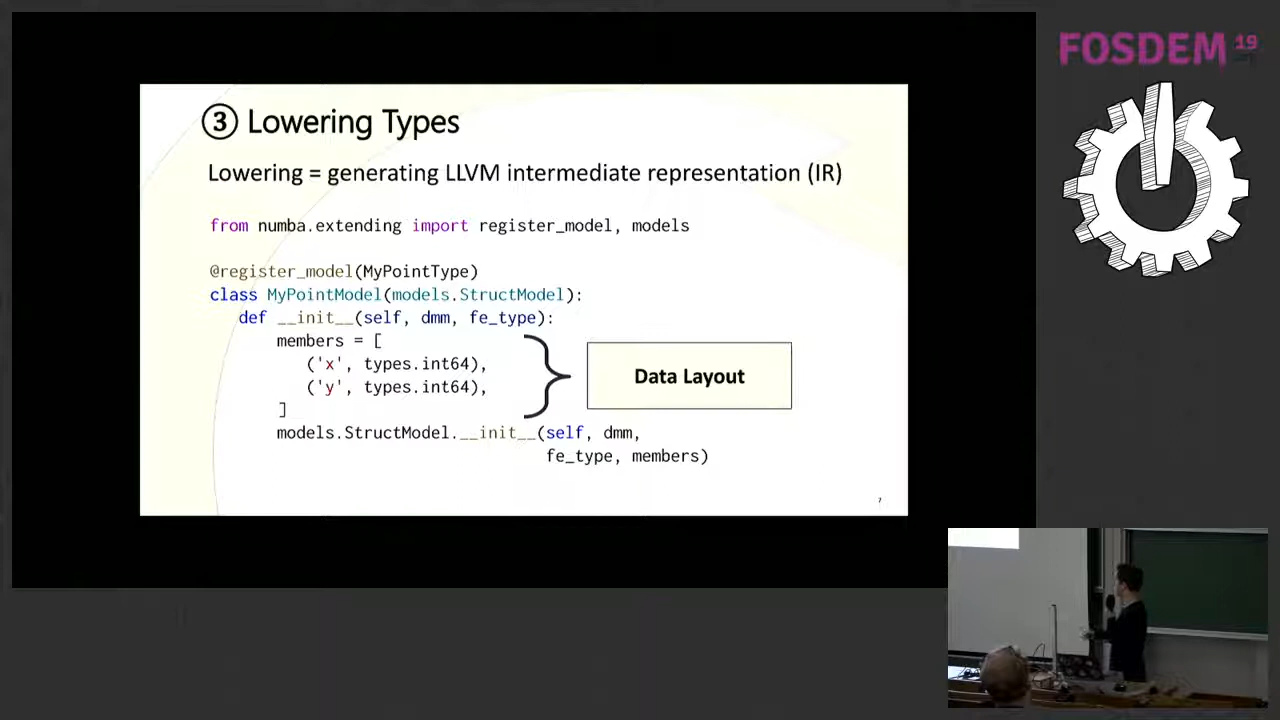 FOSDEM 19
③ Lowering Types
Lowering = generating LLVM intermediate representation (IR)
from numba.extending import register_model, models
@register_model(MyPointType)
class MyPointModel(models.StructModel):
def __init__(self, dmm, fe_type):
members = [
('x', types.int64),
('y', types.int64),
]
Data Layout
models.StructModel.__init__(self, dmm,
fe_type, members)
7